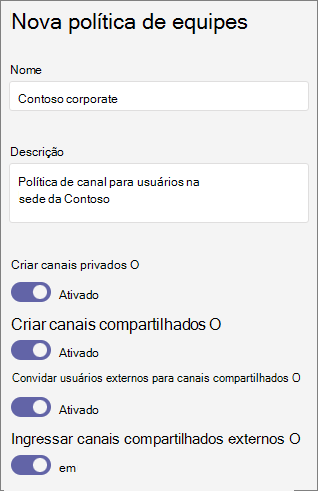 Nova política de equipes
Nome
Contoso corporate
Descrição
Política de canal para usuários na
sede da Contoso
Criar canais privados O
Ativado
Criar canais compartilhados O
Ativado
Convidar usuários externos para canais compartilhados O
Ativado
Ingressar canais compartilhados externos O
em